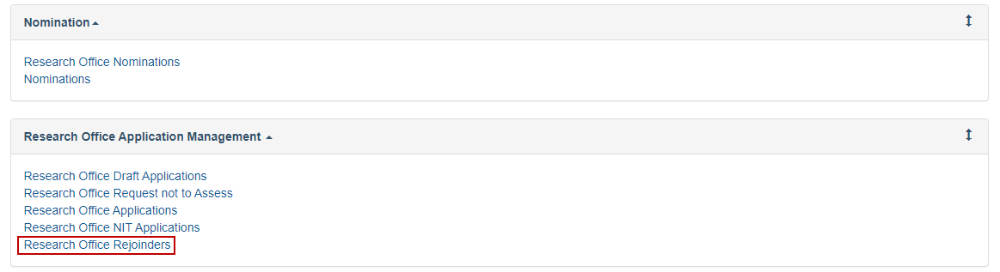 Nomination
Research Office Nominations
Nominations
Research Office Application Management
Research Office Draft Applications
Research Office Request not to Assess
Research Office Applications
Research Office NIT Applications
Research Office Rejoinders